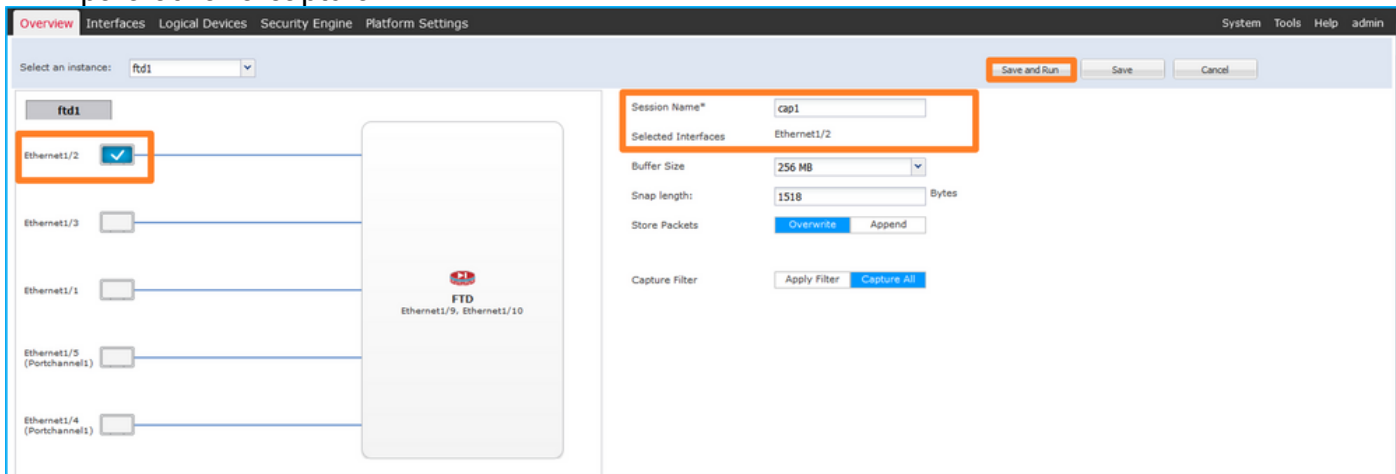 Overview Interfaces Logical Devices Security Engine Platform Settings System Tools Help admin
Select an instance: ftd1 Save and Run Save Cancel
ftd1
Session Name* cap1
Selected Interfaces Ethernet1/2
Ethernet1/2
Buffer Size 256 MB
Snap length: 1518 Bytes
Ethernet1/3
Store Packets Overwrite Append
Capture Filter Apply Filter Capture All
Ethernet1/1
FTD
Ethernet1/9, Ethernet1/10
Ethernet1/5
(Portchannel1)
Ethernet1/4
(Portchannel1)